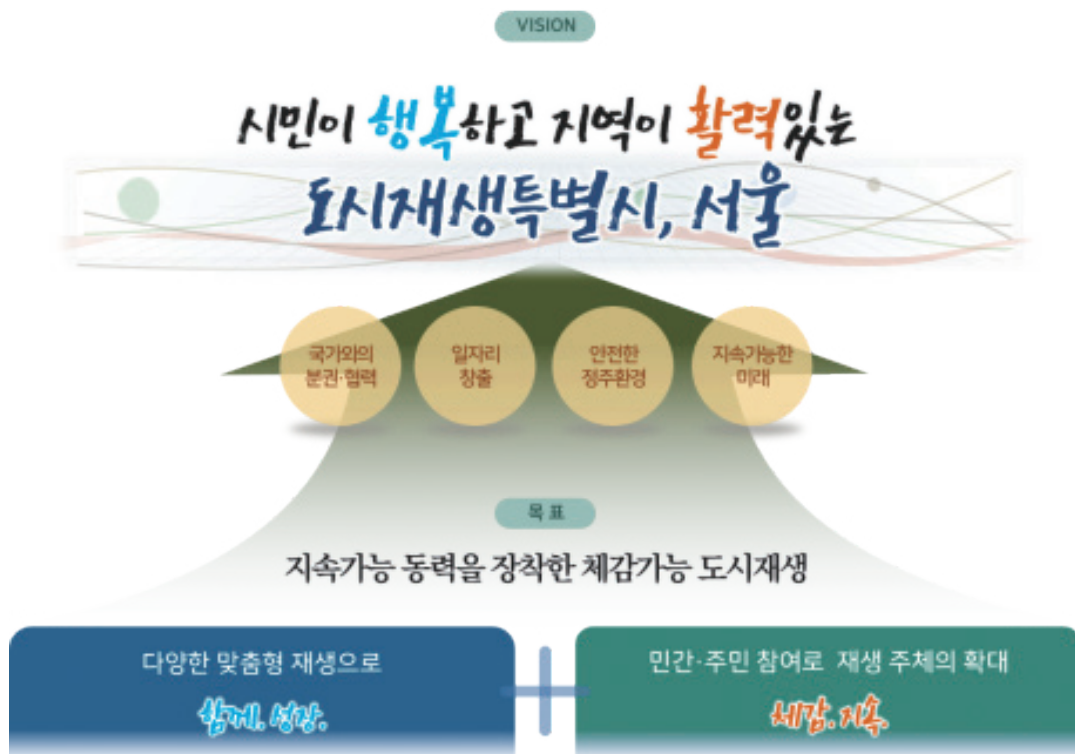 VISION
시민이 행복하고 지역이 활력있는
도시재생특별시, 서울
국가와의
분권·협력
일자리
창출
안전한
정주환경
지속가능한
미래
목 표
지속가능 동력을 장착한 체감가능 도시재생
다양한 맞춤형 재생으로
함께. 성장.
민간·주민 참여로 재생 주체의 확대
체감. 지속.